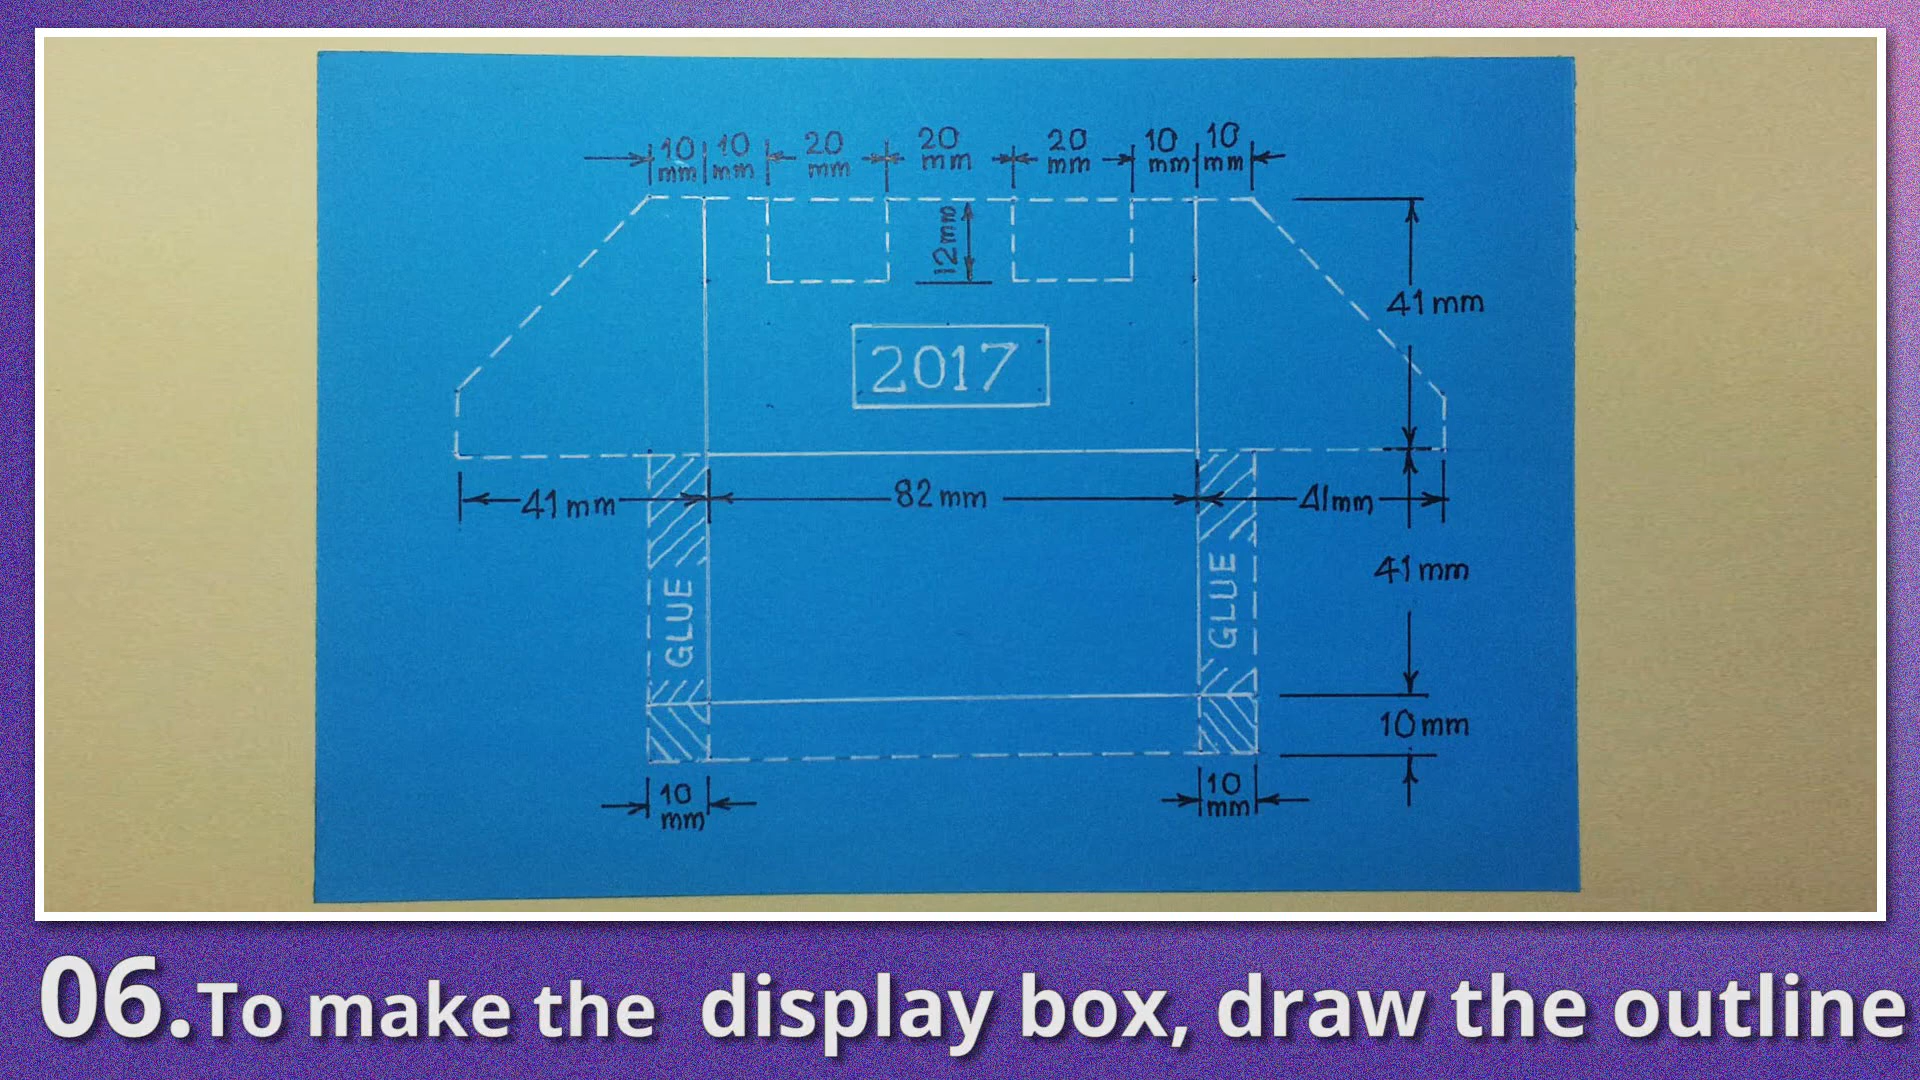 10 10 20 20 20 10 10
mm mm mm mm mm mm mm
12mm
41mm
2017
41mm 82mm 41mm
GLUE GLUE
41mm
10mm
10 10
mm mm
06.To make the display box, draw the outline